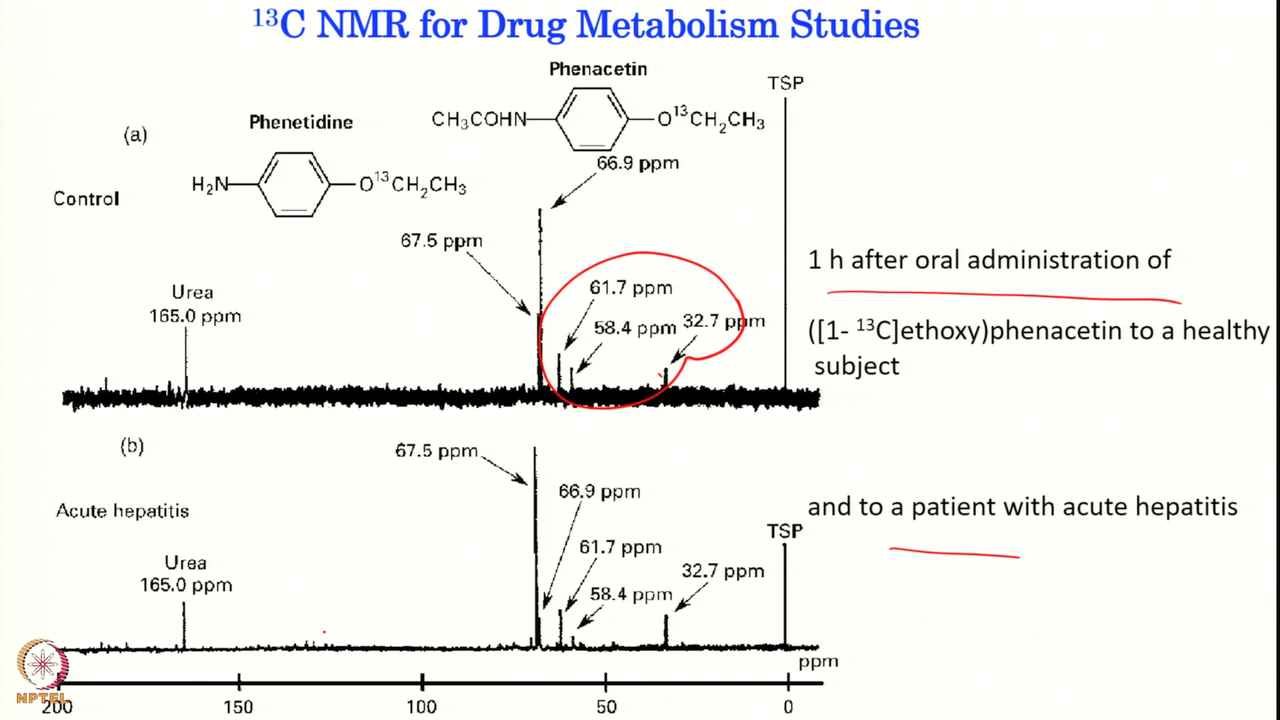 ¹³C NMR for Drug Metabolism Studies
Phenacetin
TSP
CH₃COHN
O¹³CH₂CH₃
(a)
Phenetidine
66.9 ppm
H₂N
O¹³CH₂CH₃
Control
67.5 ppm
61.7 ppm
Urea
165.0 ppm
58.4 ppm
32.7 ppm
1 h after oral administration of
([1- ¹³C]ethoxy)phenacetin to a healthy
subject
(b)
67.5 ppm
66.9 ppm
Acute hepatitis
and to a patient with acute hepatitis
TSP
61.7 ppm
Urea
165.0 ppm
58.4 ppm
32.7 ppm
ppm
NPTEL
200
150
100
50
0